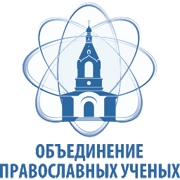 ОБЪЕДИНЕНИЕ
ПРАВОСЛАВНЫХ УЧЕНЫХ